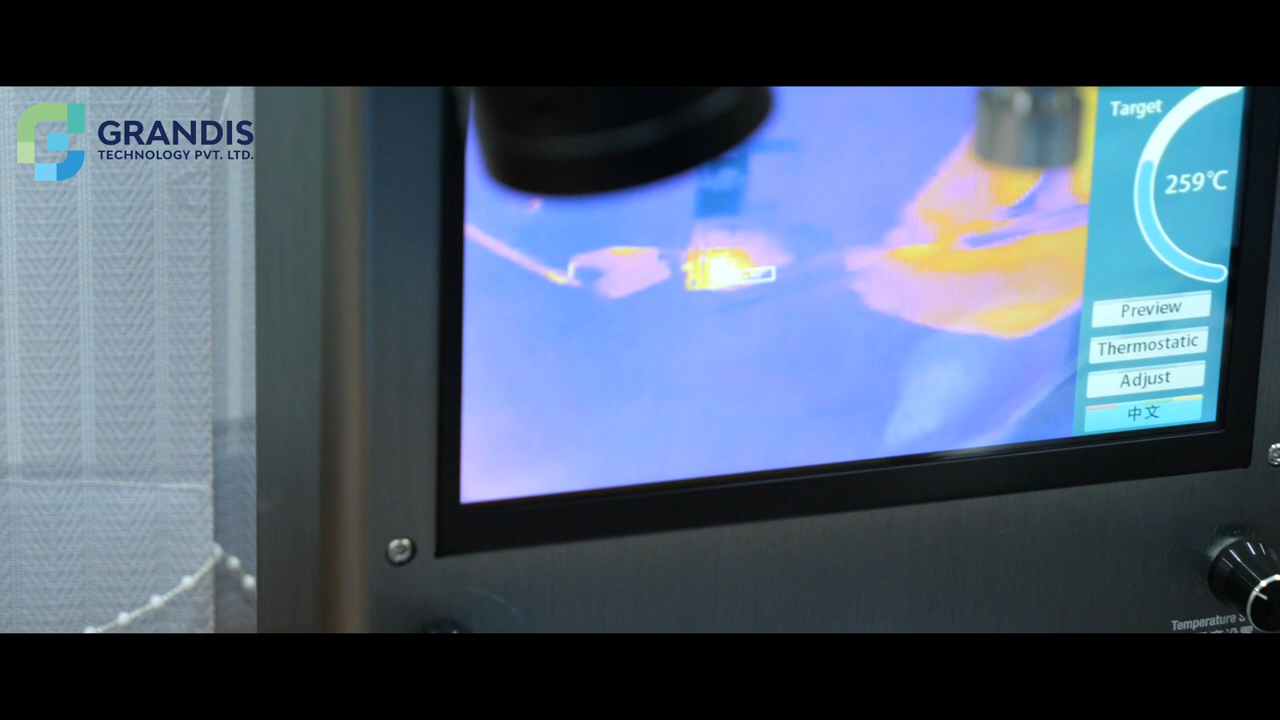 GRANDIS
TECHNOLOGY PVT. LTD.
Target
259°C
Preview
Thermostatic
Adjust
中文
Temperature